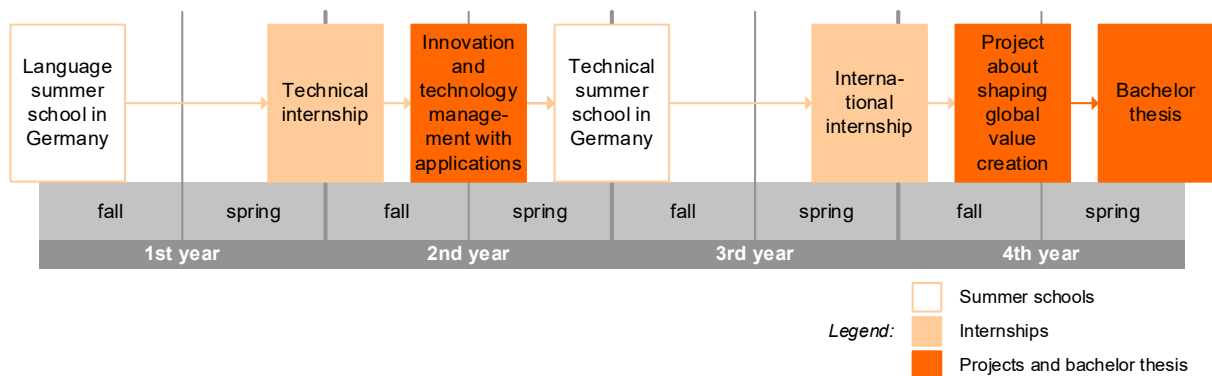 Language
summer
school in
Germany
Technical
internship
Innovation
and
technology
manage-
ment with
applications
Technical
summer
school in
Germany
Interna-
tional
internship
Project
about
shaping
global
value
creation
Bachelor
thesis
fall
spring
fall
spring
fall
spring
fall
spring
1st year
2nd year
3rd year
4th year
Legend:
Summer schools
Internships
Projects and bachelor thesis